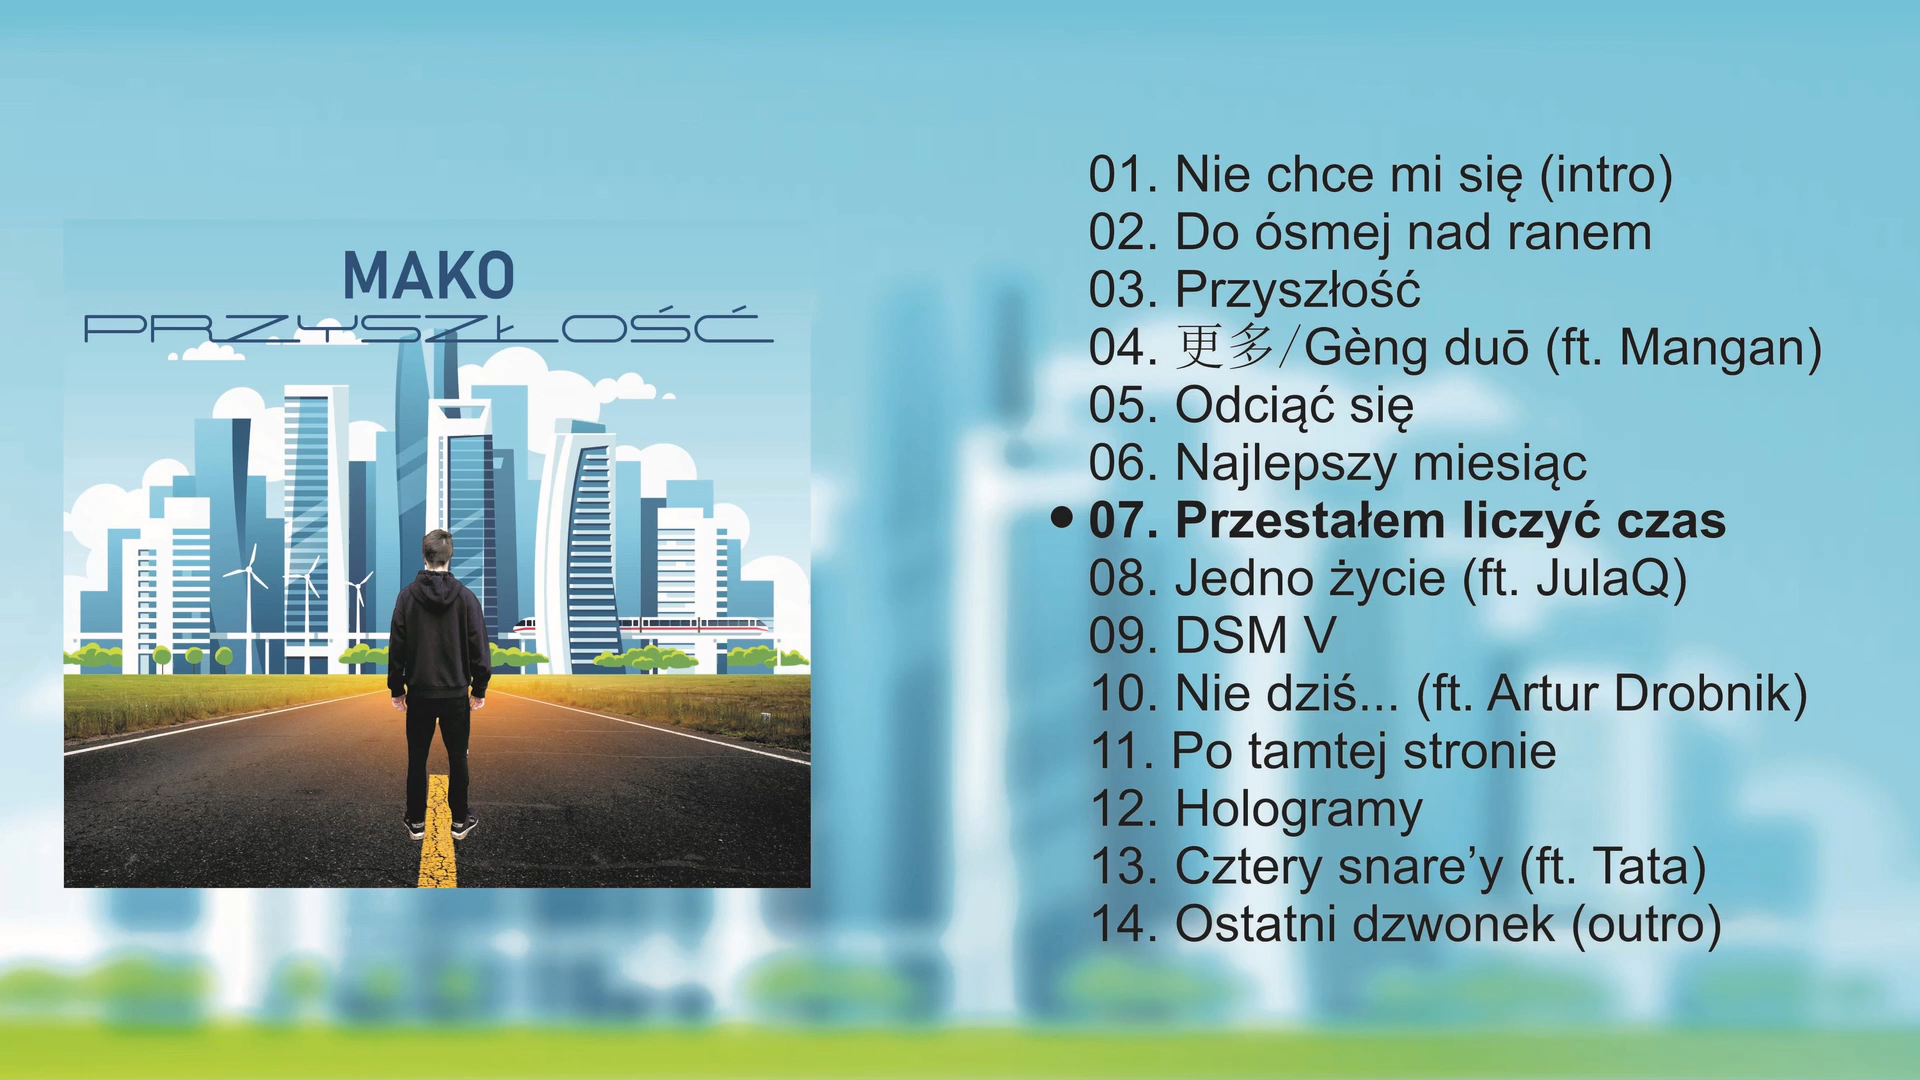 MAKO
PRZYSZŁOŚĆ
01. Nie chce mi się (intro)
02. Do ósmej nad ranem
03. Przyszłość
04. 更多/Gèng duō (ft. Mangan)
05. Odciąć się
06. Najlepszy miesiąc
• 07. Przestałem liczyć czas
08. Jedno życie (ft. JulaQ)
09. DSM V
10. Nie dziś... (ft. Artur Drobnik)
11. Po tamtej stronie
12. Hologramy
13. Cztery snare’y (ft. Tata)
14. Ostatni dzwonek (outro)